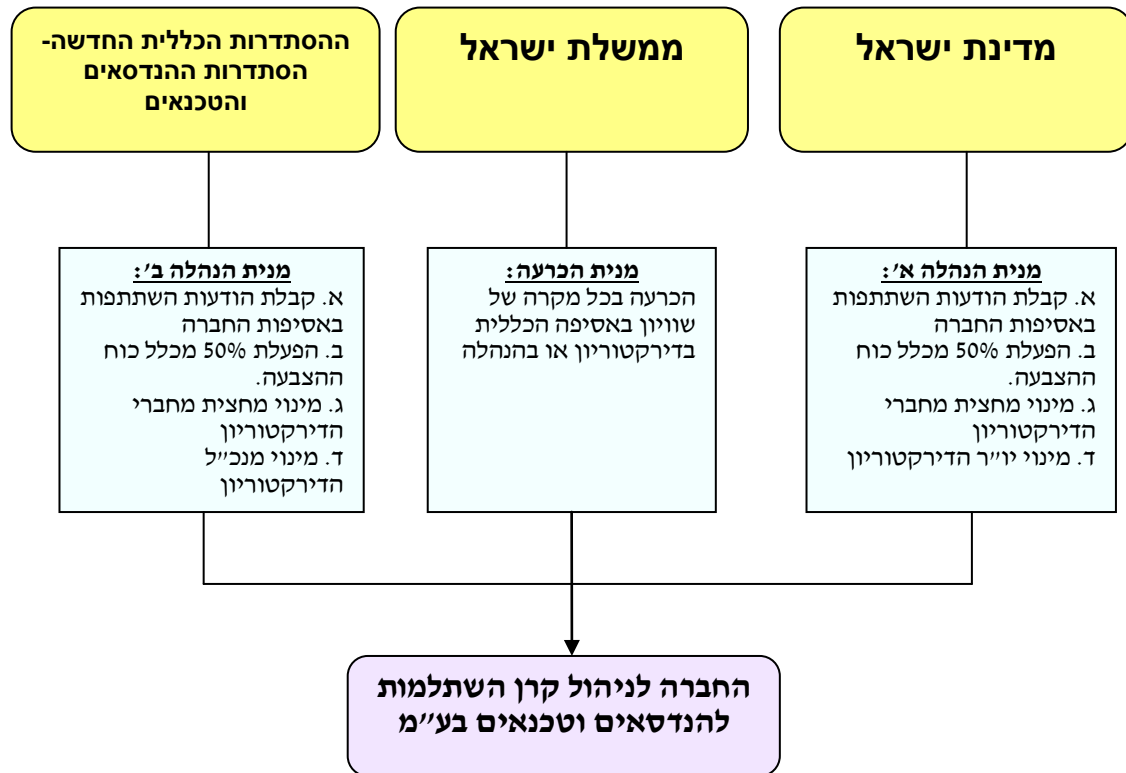 מדינת ישראל
ממשלת ישראל
ההסתדרות הכללית החדשה-
הסתדרות ההנדסאים
והטכנאים
מנית הנהלה א':
א. קבלת הודעות השתתפות
באסיפות החברה
ב. הפעלת 50% מכלל כוח
ההצבעה.
ג. מינוי מחצית מחברי
הדירקטוריון
ד. מינוי יו"ר הדירקטוריון
מנית הכרעה:
הכרעה בכל מקרה של
שוויון באסיפה הכללית
בדירקטוריון או בהנהלה
מנית הנהלה ב':
א. קבלת הודעות השתתפות
באסיפות החברה
ב. הפעלת 50% מכלל כוח
ההצבעה.
ג. מינוי מחצית מחברי
הדירקטוריון
ד. מינוי מנכ"ל
הדירקטוריון
החברה לניהול קרן השתלמות
להנדסאים וטכנאים בע"מ